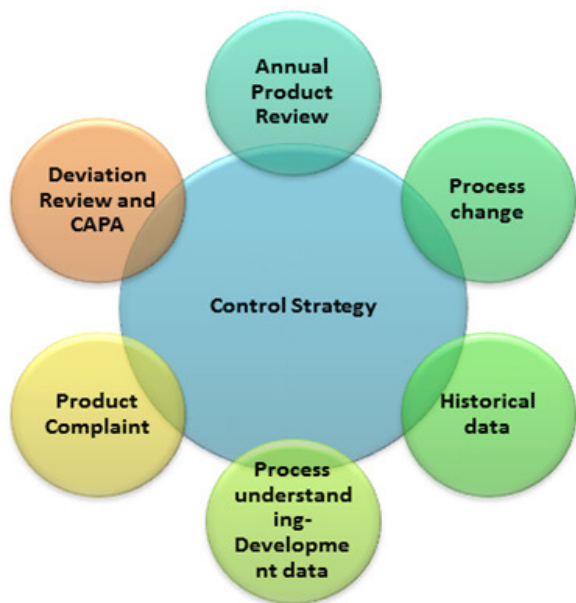 Annual
Product
Review
Deviation
Review and
CAPA
Process
change
Control Strategy
Product
Complaint
Historical
data
Process
understand
ing-
Developme
nt data